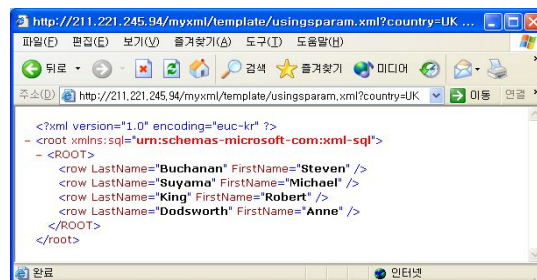 http://211.221.245.94/myxml/template/usingsparam.xml?country=UK ...
파일(F) 편집(E) 보기(V) 즐겨찾기(A) 도구(T) 도움말(H)
뒤로 검색 즐겨찾기 미디어
주소(D) http://211,221,245,94/myxml/template/usingsparam,xml?country=UK 이동 연결 »
<?xml version="1.0" encoding="euc-kr" ?>
- <root xmlns:sql="urn:schemas-microsoft-com:xml-sql">
- <ROOT>
<row LastName="Buchanan" FirstName="Steven" />
<row LastName="Suyama" FirstName="Michael" />
<row LastName="King" FirstName="Robert" />
<row LastName="Dodsworth" FirstName="Anne" />
</ROOT>
</root>
완료 인터넷